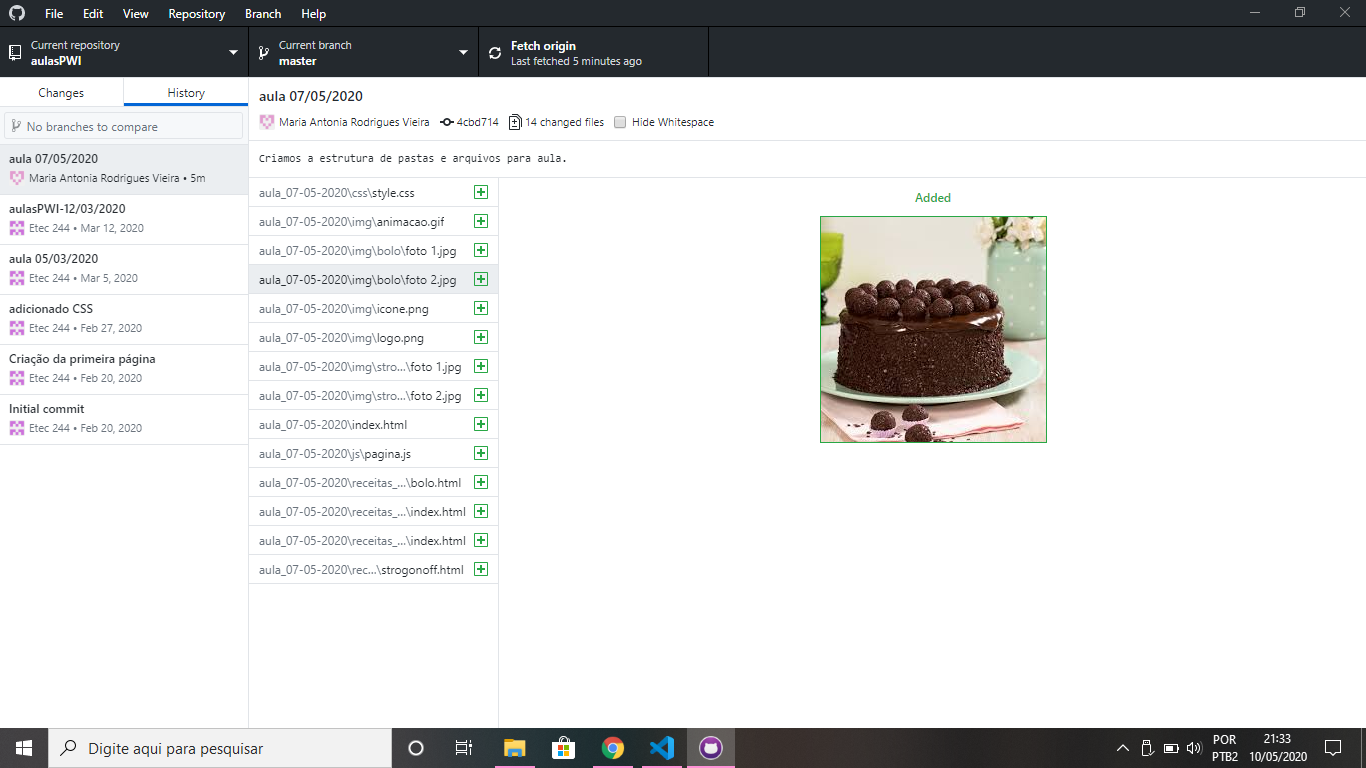 File Edit View Repository Branch Help
Current repository
aulasPWI
Current branch
master
Fetch origin
Last fetched 5 minutes ago
Changes
History
No branches to compare
aula 07/05/2020
Maria Antonia Rodrigues Vieira • 5m
aulasPWI-12/03/2020
Etec 244 • Mar 12, 2020
aula 05/03/2020
Etec 244 • Mar 5, 2020
adicionado CSS
Etec 244 • Feb 27, 2020
Criação da primeira página
Etec 244 • Feb 20, 2020
Initial commit
Etec 244 • Feb 20, 2020
aula 07/05/2020
Maria Antonia Rodrigues Vieira 4cbd714 14 changed files Hide Whitespace
Criamos a estrutura de pastas e arquivos para aula.
aula_07-05-2020\css\style.css
aula_07-05-2020\img\animacao.gif
aula_07-05-2020\img\bolo\foto 1.jpg
aula_07-05-2020\img\bolo\foto 2.jpg
aula_07-05-2020\img\icone.png
aula_07-05-2020\img\logo.png
aula_07-05-2020\img\stro...\foto 1.jpg
aula_07-05-2020\img\stro...\foto 2.jpg
aula_07-05-2020\index.html
aula_07-05-2020\js\pagina.js
aula_07-05-2020\receitas_...\bolo.html
aula_07-05-2020\receitas_...\index.html
aula_07-05-2020\receitas_...\index.html
aula_07-05-2020\rec...\strogonoff.html
Added
Digite aqui para pesquisar
POR
PTB2
21:33
10/05/2020